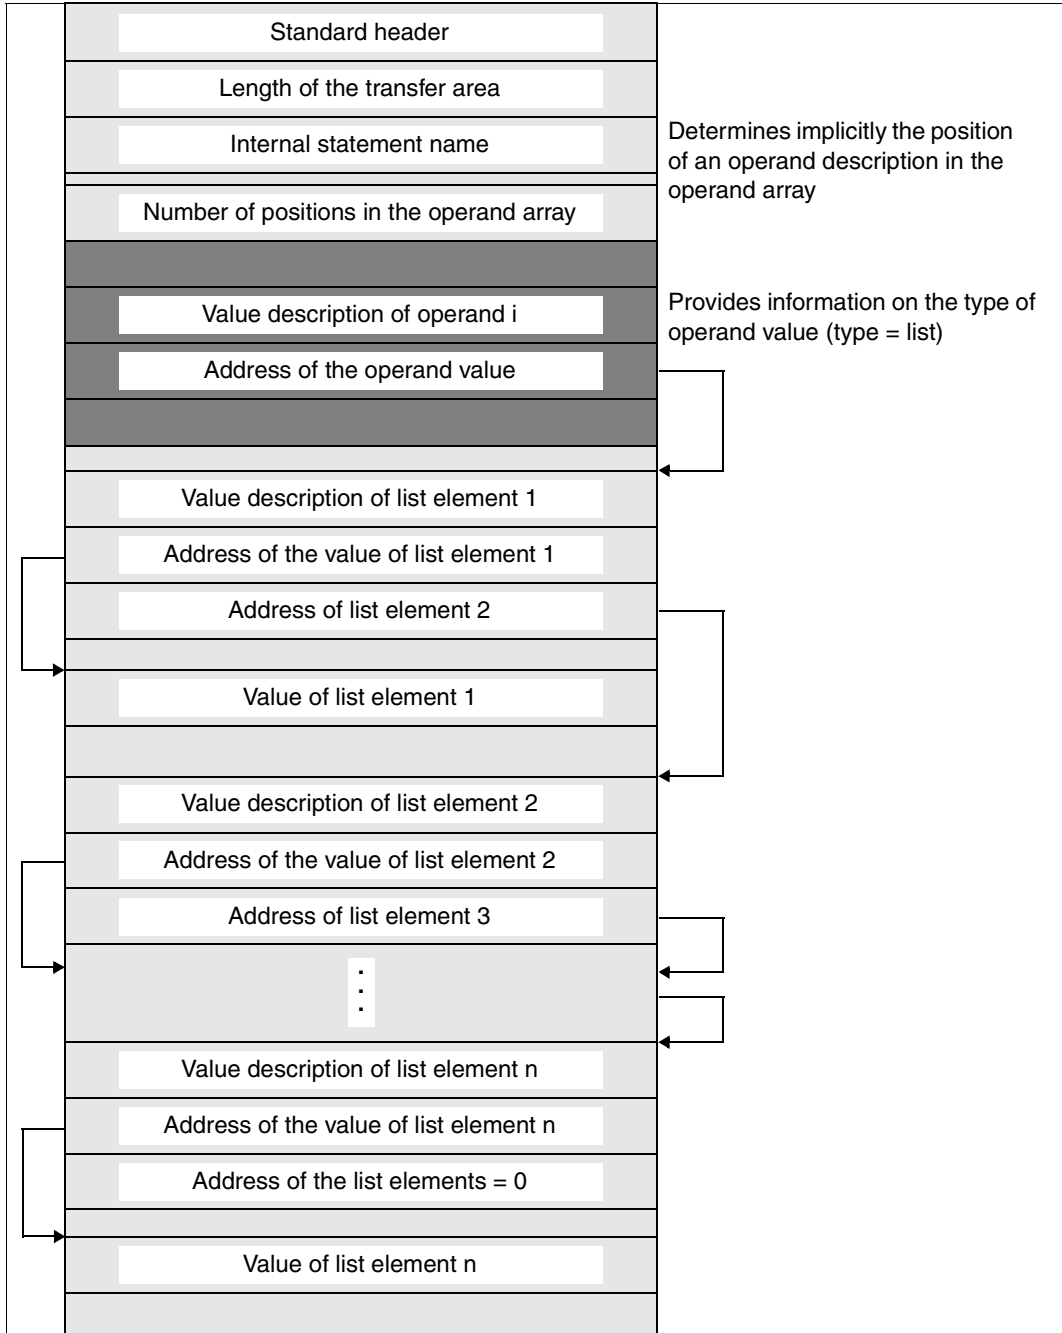 Standard header
Length of the transfer area
Internal statement name
Determines implicitly the position
of an operand description in the
operand array
Number of positions in the operand array
Value description of operand i
Provides information on the type of
operand value (type = list)
Address of the operand value
Value description of list element 1
Address of the value of list element 1
Address of list element 2
Value of list element 1
Value description of list element 2
Address of the value of list element 2
Address of list element 3
.
.
.
Value description of list element n
Address of the value of list element n
Address of the list elements = 0
Value of list element n